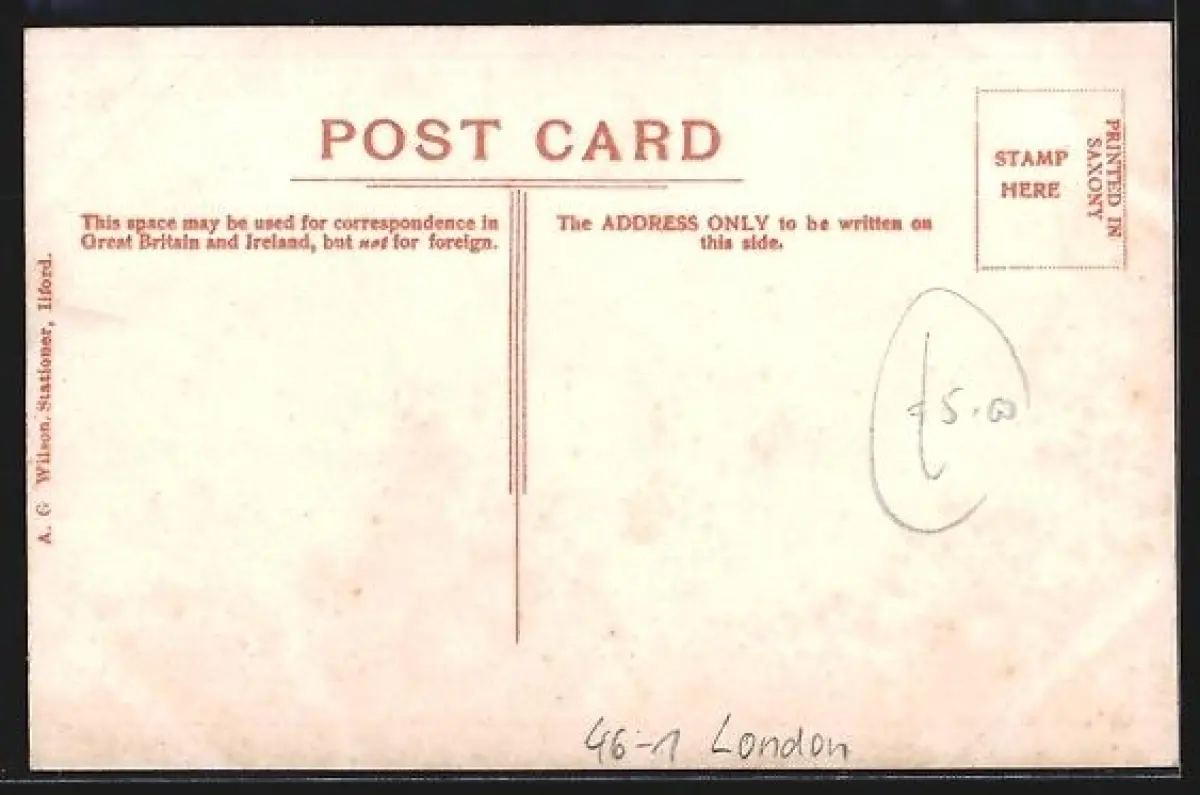 POST CARD
This space may be used for correspondence in
Great Britain and Ireland, but not for foreign.
The ADDRESS ONLY to be written on
this side.
STAMP
HERE
PRINTED IN
SAXONY
A. G Wilson, Stationer, Ilford.
£5.00
46-1 London